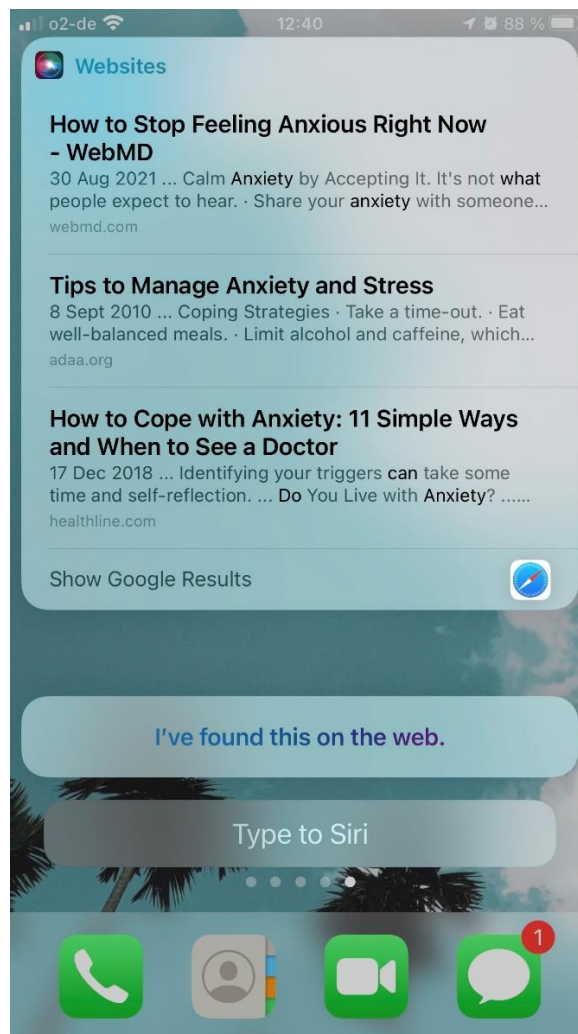 o2-de 12:40 88 %
Websites
How to Stop Feeling Anxious Right Now
- WebMD
30 Aug 2021 ... Calm Anxiety by Accepting It. It's not what
people expect to hear. · Share your anxiety with someone...
webmd.com
Tips to Manage Anxiety and Stress
8 Sept 2010 ... Coping Strategies · Take a time-out. · Eat
well-balanced meals. · Limit alcohol and caffeine, which...
adaa.org
How to Cope with Anxiety: 11 Simple Ways
and When to See a Doctor
17 Dec 2018 ... Identifying your triggers can take some
time and self-reflection. ... Do You Live with Anxiety? ......
healthline.com
Show Google Results
I've found this on the web.
Type to Siri
1